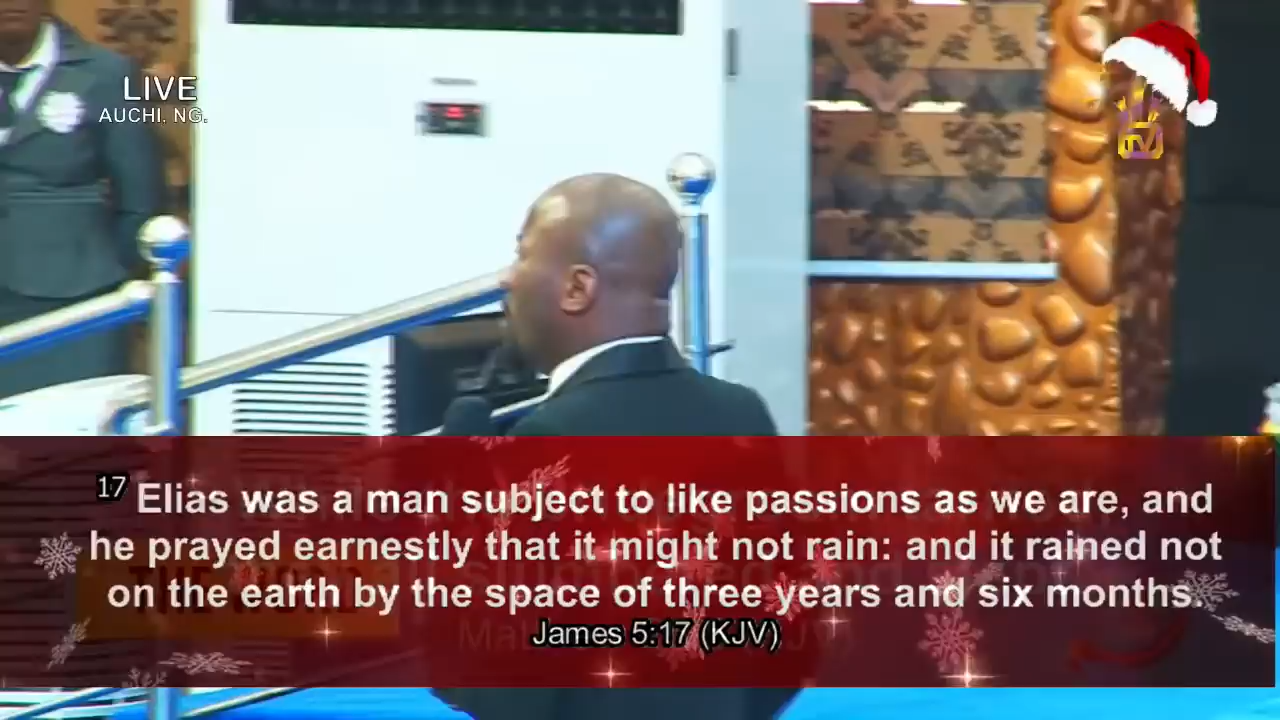 LIVE
AUCHI. NG.
TV
17 Elias was a man subject to like passions as we are, and
he prayed earnestly that it might not rain: and it rained not
on the earth by the space of three years and six months.
James 5:17 (KJV)